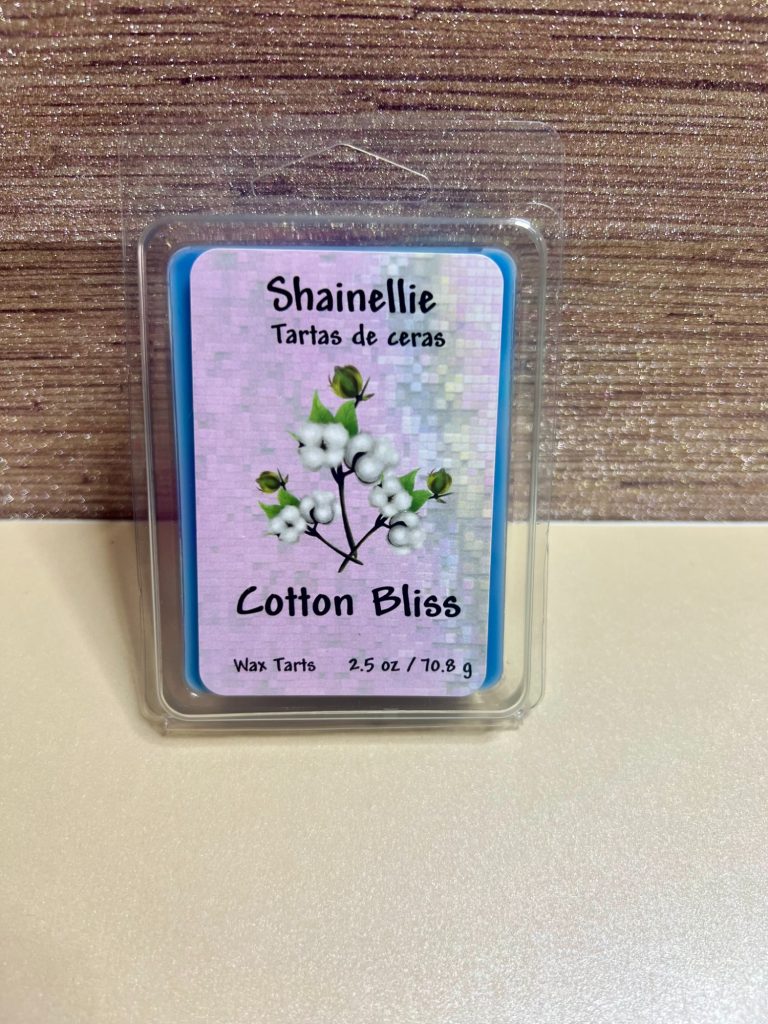 Shainellie
Tartas de ceras
Cotton Bliss
Wax Tarts 2.5 oz / 70.8 g